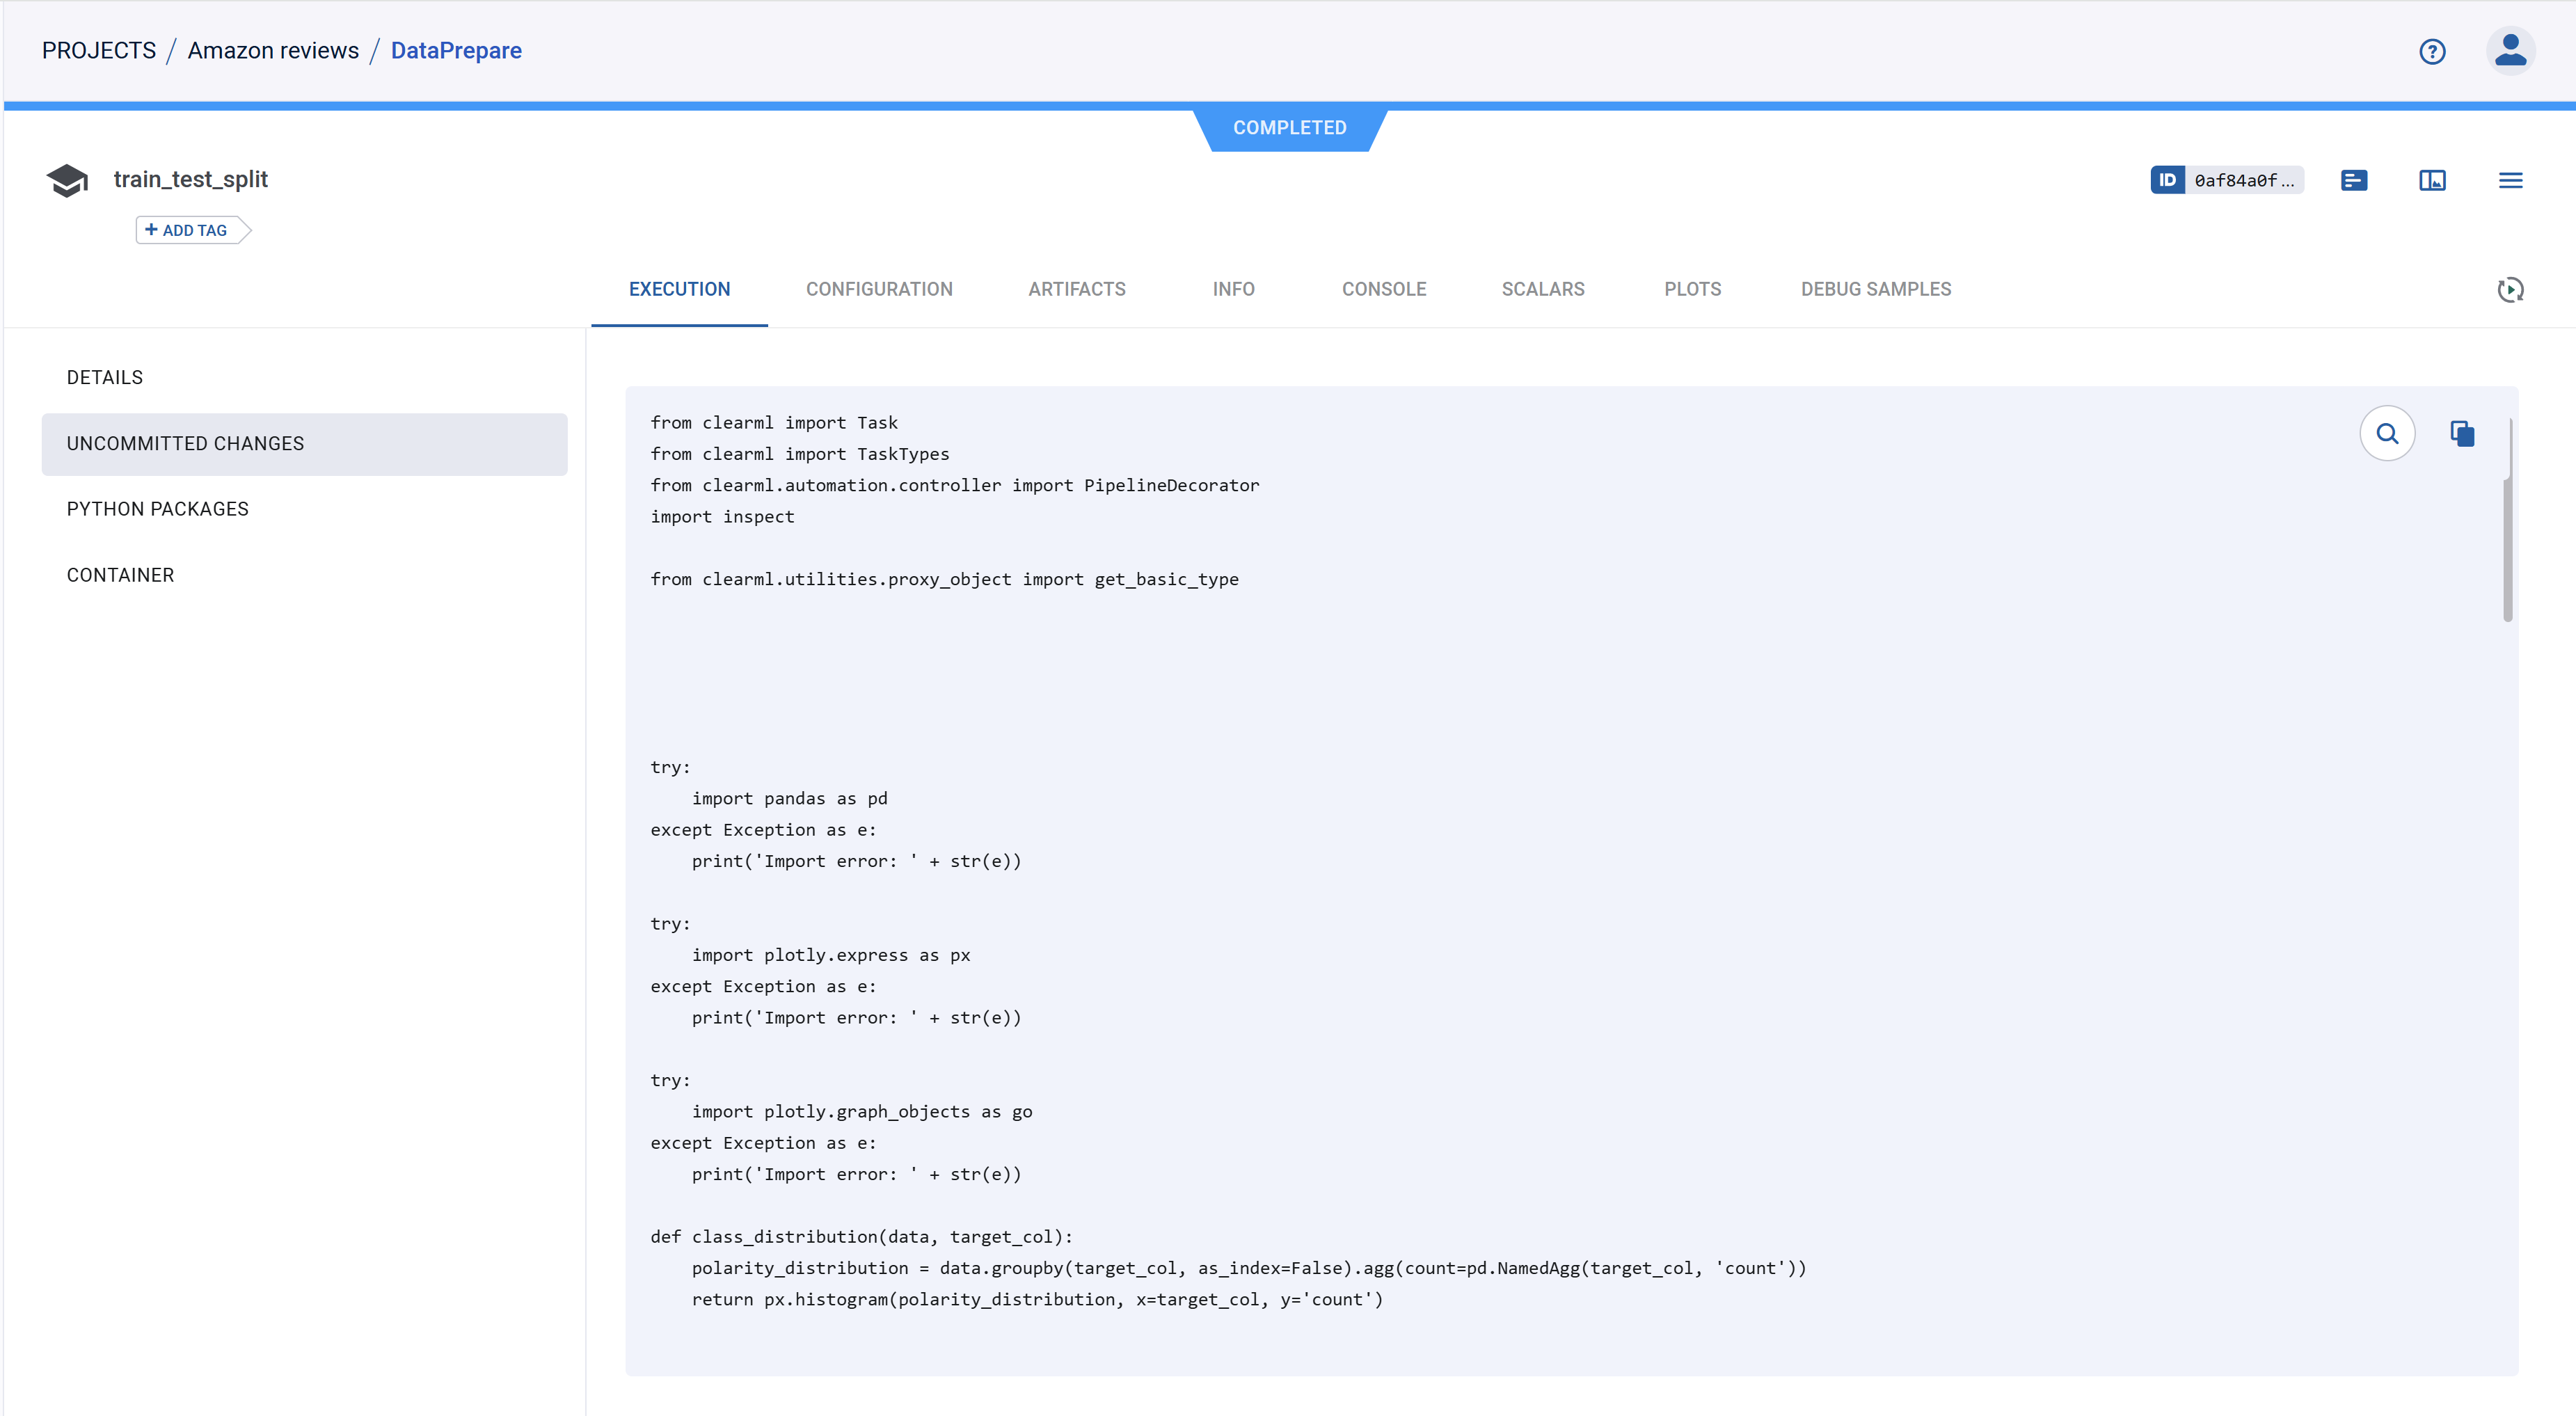 PROJECTS / Amazon reviews / DataPrepare
COMPLETED
train_test_split
ID 0af84a0f...
+ ADD TAG
EXECUTION CONFIGURATION ARTIFACTS INFO CONSOLE SCALARS PLOTS DEBUG SAMPLES
DETAILS
UNCOMMITTED CHANGES
PYTHON PACKAGES
CONTAINER
from clearml import Task
from clearml import TaskTypes
from clearml.automation.controller import PipelineDecorator
import inspect
from clearml.utilities.proxy_object import get_basic_type
try:
    import pandas as pd
except Exception as e:
    print('Import error: ' + str(e))
try:
    import plotly.express as px
except Exception as e:
    print('Import error: ' + str(e))
try:
    import plotly.graph_objects as go
except Exception as e:
    print('Import error: ' + str(e))
def class_distribution(data, target_col):
    polarity_distribution = data.groupby(target_col, as_index=False).agg(count=pd.NamedAgg(target_col, 'count'))
    return px.histogram(polarity_distribution, x=target_col, y='count')